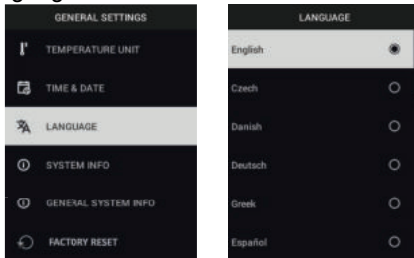 GENERAL SETTINGS
TEMPERATURE UNIT
TIME & DATE
LANGUAGE
SYSTEM INFO
GENERAL SYSTEM INFO
FACTORY RESET
LANGUAGE
English
Czech
Danish
Deutsch
Greek
Español